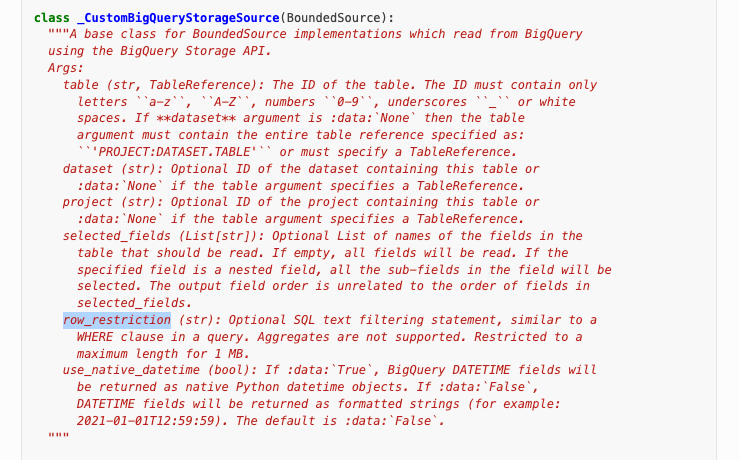 class _CustomBigQueryStorageSource(BoundedSource):
"""A base class for BoundedSource implementations which read from BigQuery
using the BigQuery Storage API.
Args:
table (str, TableReference): The ID of the table. The ID must contain only
letters ``a-z``, ``A-Z``, numbers ``0-9``, underscores ``_`` or white
spaces. If **dataset** argument is :data:`None` then the table
argument must contain the entire table reference specified as:
``'PROJECT:DATASET.TABLE'`` or must specify a TableReference.
dataset (str): Optional ID of the dataset containing this table or
:data:`None` if the table argument specifies a TableReference.
project (str): Optional ID of the project containing this table or
:data:`None` if the table argument specifies a TableReference.
selected_fields (List[str]): Optional List of names of the fields in the
table that should be read. If empty, all fields will be read. If the
specified field is a nested field, all the sub-fields in the field will be
selected. The output field order is unrelated to the order of fields in
selected_fields.
row_restriction (str): Optional SQL text filtering statement, similar to a
WHERE clause in a query. Aggregates are not supported. Restricted to a
maximum length for 1 MB.
use_native_datetime (bool): If :data:`True`, BigQuery DATETIME fields will
be returned as native Python datetime objects. If :data:`False`,
DATETIME fields will be returned as formatted strings (for example:
2021-01-01T12:59:59). The default is :data:`False`.
"""